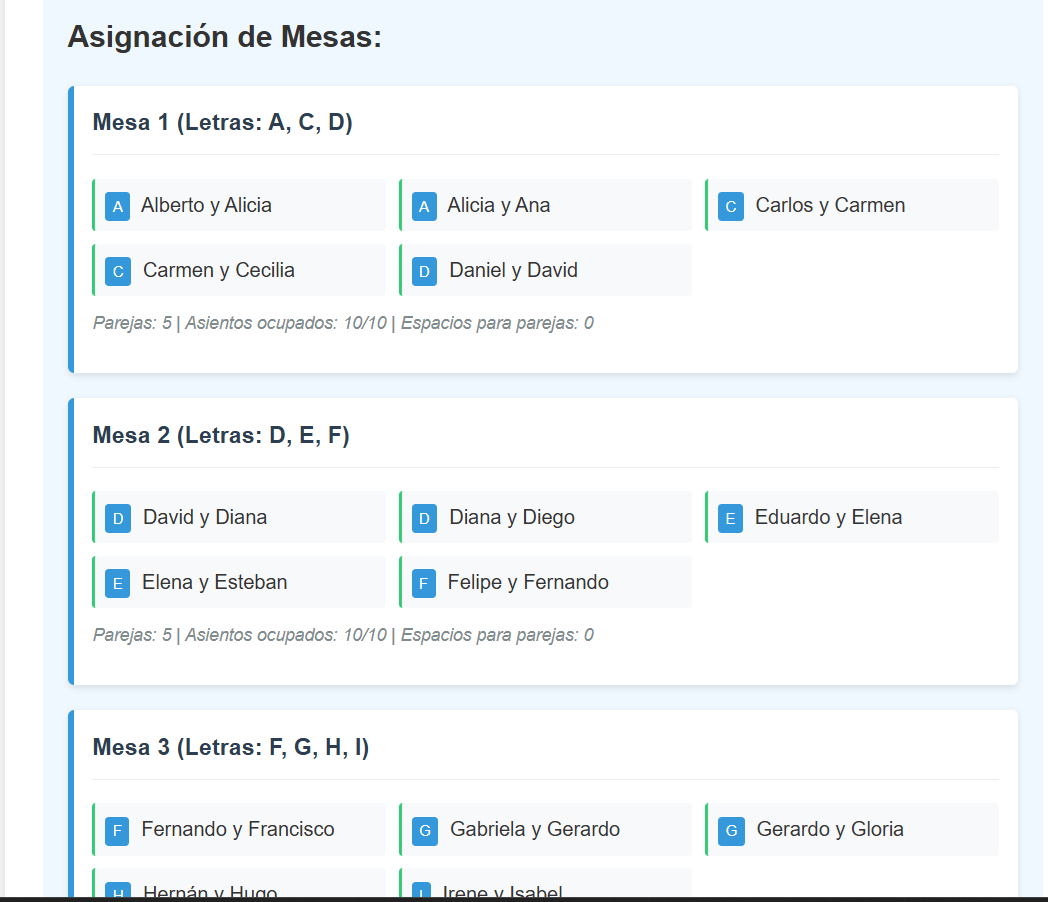 Asignación de Mesas:
Mesa 1 (Letras: A, C, D)
A Alberto y Alicia
A Alicia y Ana
C Carlos y Carmen
C Carmen y Cecilia
D Daniel y David
Parejas: 5 | Asientos ocupados: 10/10 | Espacios para parejas: 0
Mesa 2 (Letras: D, E, F)
D David y Diana
D Diana y Diego
E Eduardo y Elena
E Elena y Esteban
F Felipe y Fernando
Parejas: 5 | Asientos ocupados: 10/10 | Espacios para parejas: 0
Mesa 3 (Letras: F, G, H, I)
F Fernando y Francisco
G Gabriela y Gerardo
G Gerardo y Gloria
H Hernán y Hugo
I Irene y Isabel